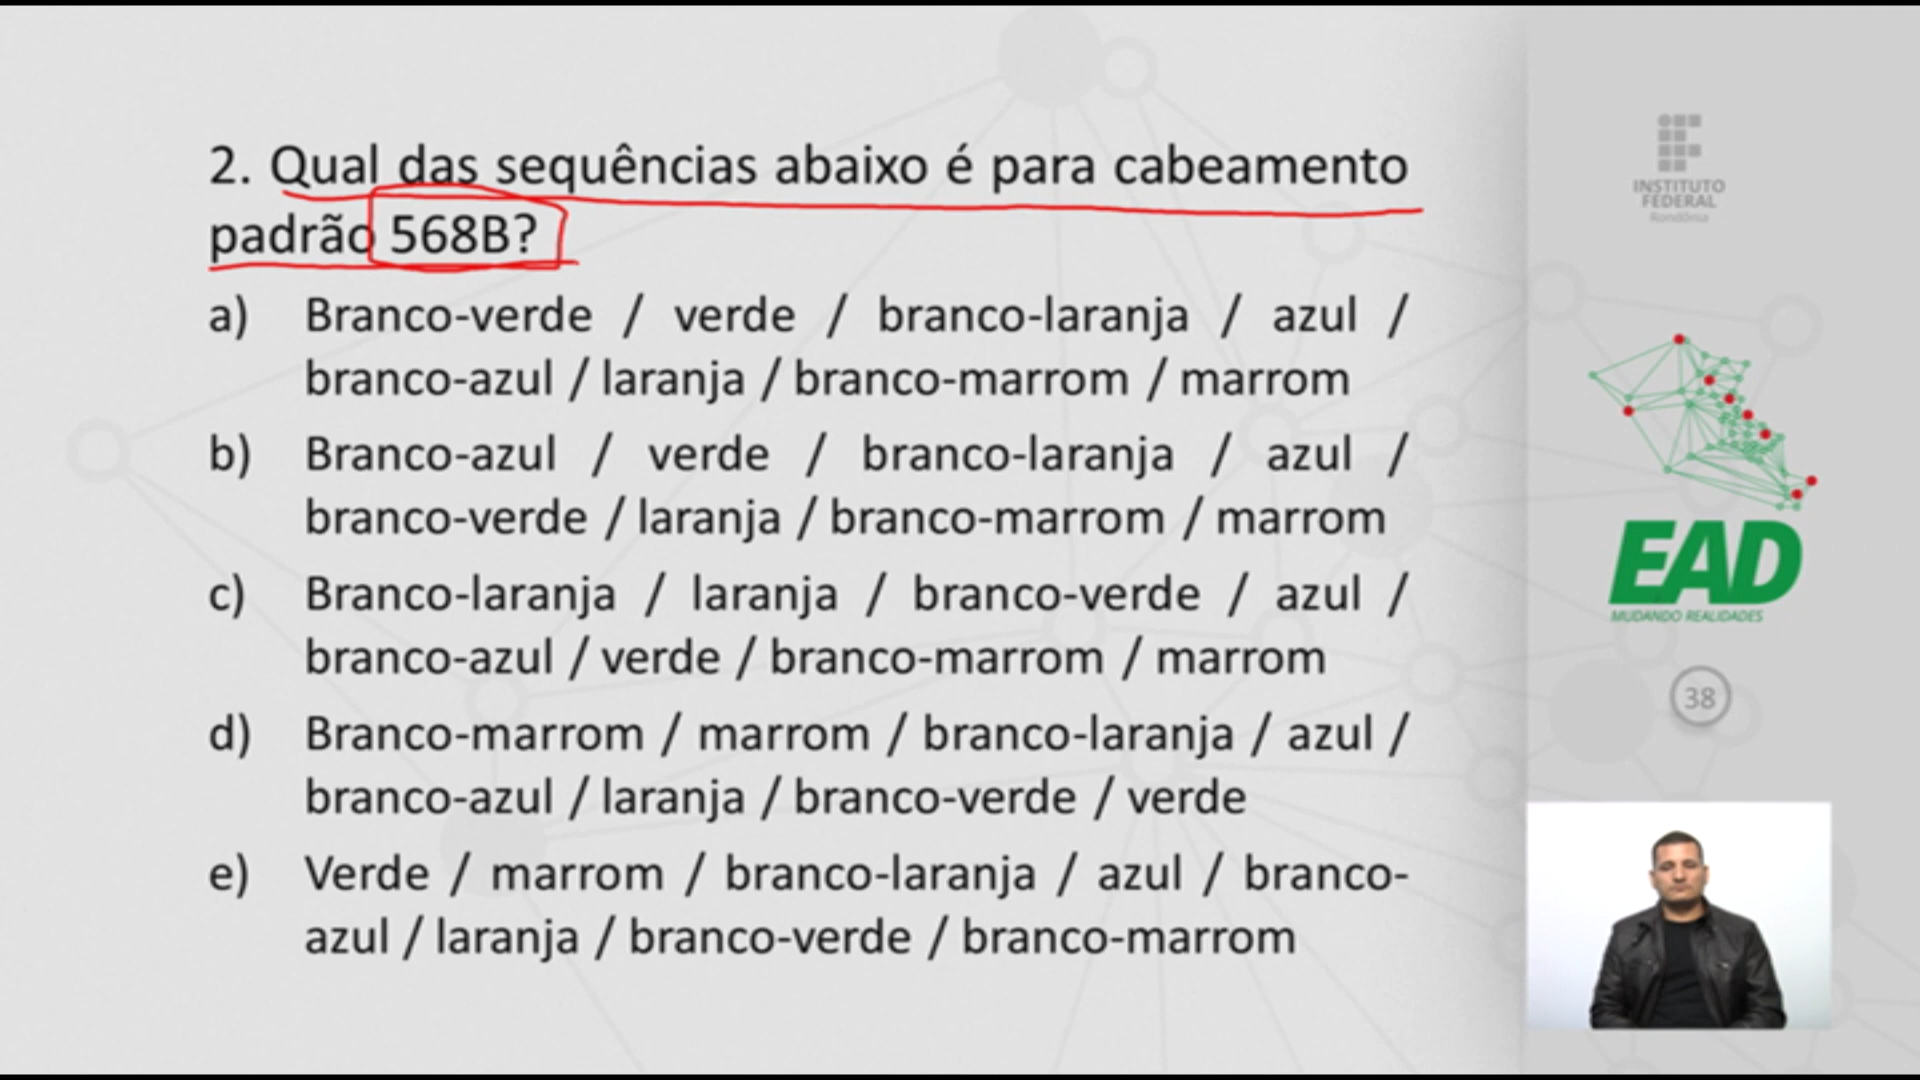 2. Qual das sequências abaixo é para cabeamento
padrão 568B?
a) Branco-verde / verde / branco-laranja / azul /
branco-azul / laranja / branco-marrom / marrom
b) Branco-azul / verde / branco-laranja / azul /
branco-verde / laranja / branco-marrom / marrom
c) Branco-laranja / laranja / branco-verde / azul /
branco-azul / verde / branco-marrom / marrom
d) Branco-marrom / marrom / branco-laranja / azul /
branco-azul / laranja / branco-verde / verde
e) Verde / marrom / branco-laranja / azul / branco-
azul / laranja / branco-verde / branco-marrom
INSTITUTO
FEDERAL
Rondônia
EAD
MUDANDO REALIDADES
38